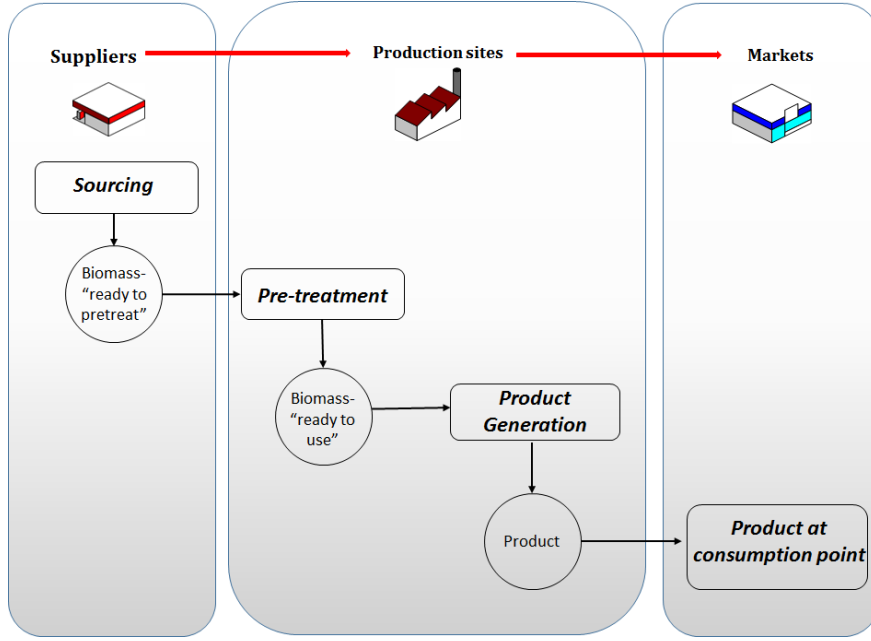 Suppliers
Production sites
Markets
Sourcing
Biomass-
“ready to
pretreat”
Pre-treatment
Biomass-
“ready to
use”
Product
Generation
Product
Product at
consumption point